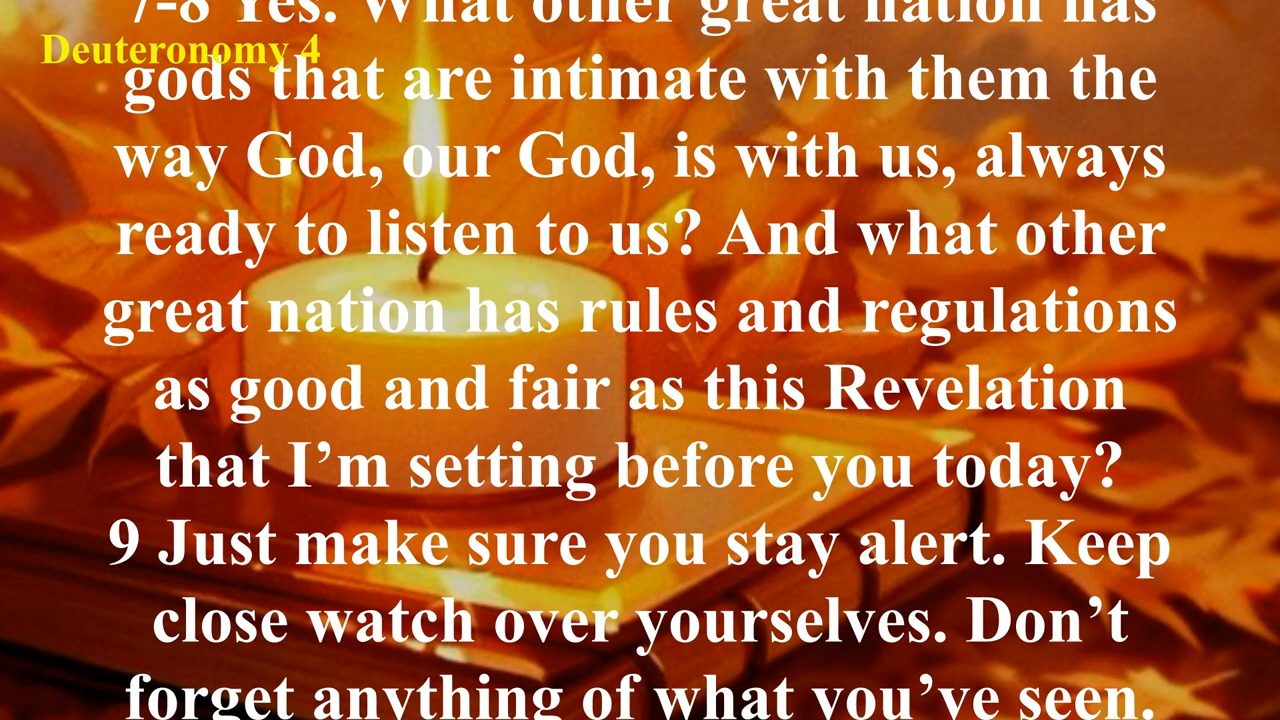 7-8 Yes. What other great nation has
Deuteronomy 4
gods that are intimate with them the
way God, our God, is with us, always
ready to listen to us? And what other
great nation has rules and regulations
as good and fair as this Revelation
that I’m setting before you today?
9 Just make sure you stay alert. Keep
close watch over yourselves. Don’t
forget anything of what you’ve seen.